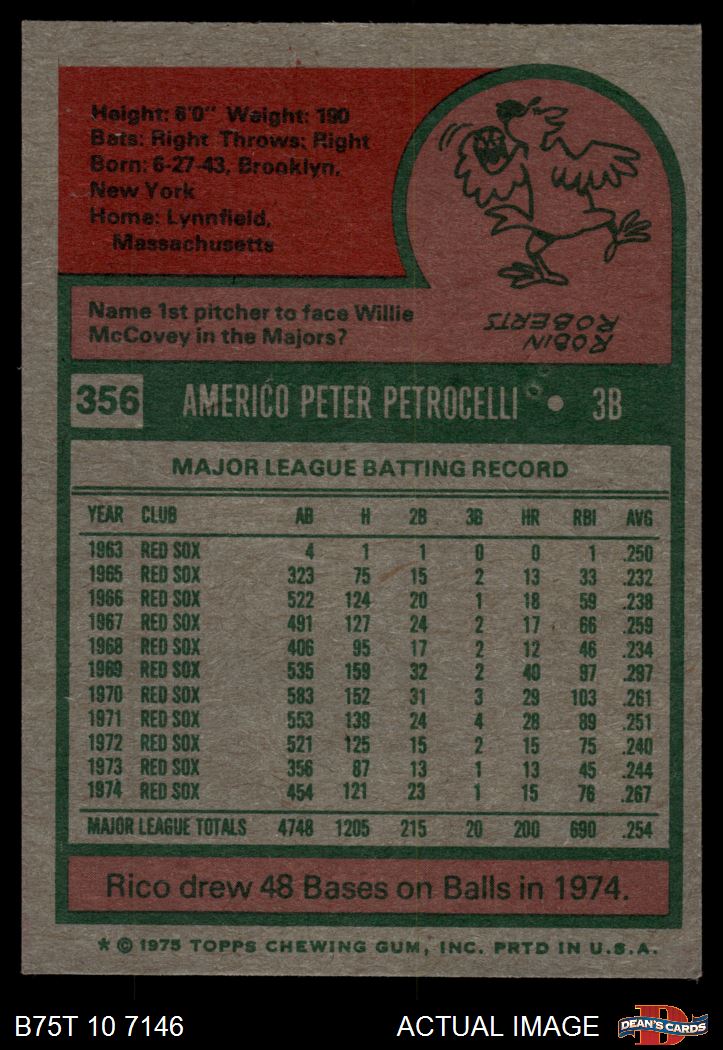 Height: 6'0" Weight: 190
Bats: Right Throws: Right
Born: 6-27-43, Brooklyn,
New York
Home: Lynnfield,
Massachusetts
Name 1st pitcher to face Willie
McCovey in the Majors?
ROBIN
ROBERTS
356 AMERICO PETER PETROCELLI • 3B
MAJOR LEAGUE BATTING RECORD
YEAR CLUB AB H 2B 3B HR RBI AVG
1963 RED SOX 4 1 1 0 0 1 .250
1965 RED SOX 323 75 15 2 13 33 .232
1966 RED SOX 522 124 20 1 18 59 .238
1967 RED SOX 491 127 24 2 17 66 .259
1968 RED SOX 406 95 17 2 12 46 .234
1969 RED SOX 535 159 32 2 40 97 .297
1970 RED SOX 583 152 31 3 29 103 .261
1971 RED SOX 553 139 24 4 28 89 .251
1972 RED SOX 521 125 15 2 15 75 .240
1973 RED SOX 356 87 13 1 13 45 .244
1974 RED SOX 454 121 23 1 15 76 .267
MAJOR LEAGUE TOTALS 4748 1205 215 20 200 690 .254
Rico drew 48 Bases on Balls in 1974.
* © 1975 TOPPS CHEWING GUM, INC. PRTD IN U.S.A.
B75T 10 7146 ACTUAL IMAGE
D
DEAN'S CARDS